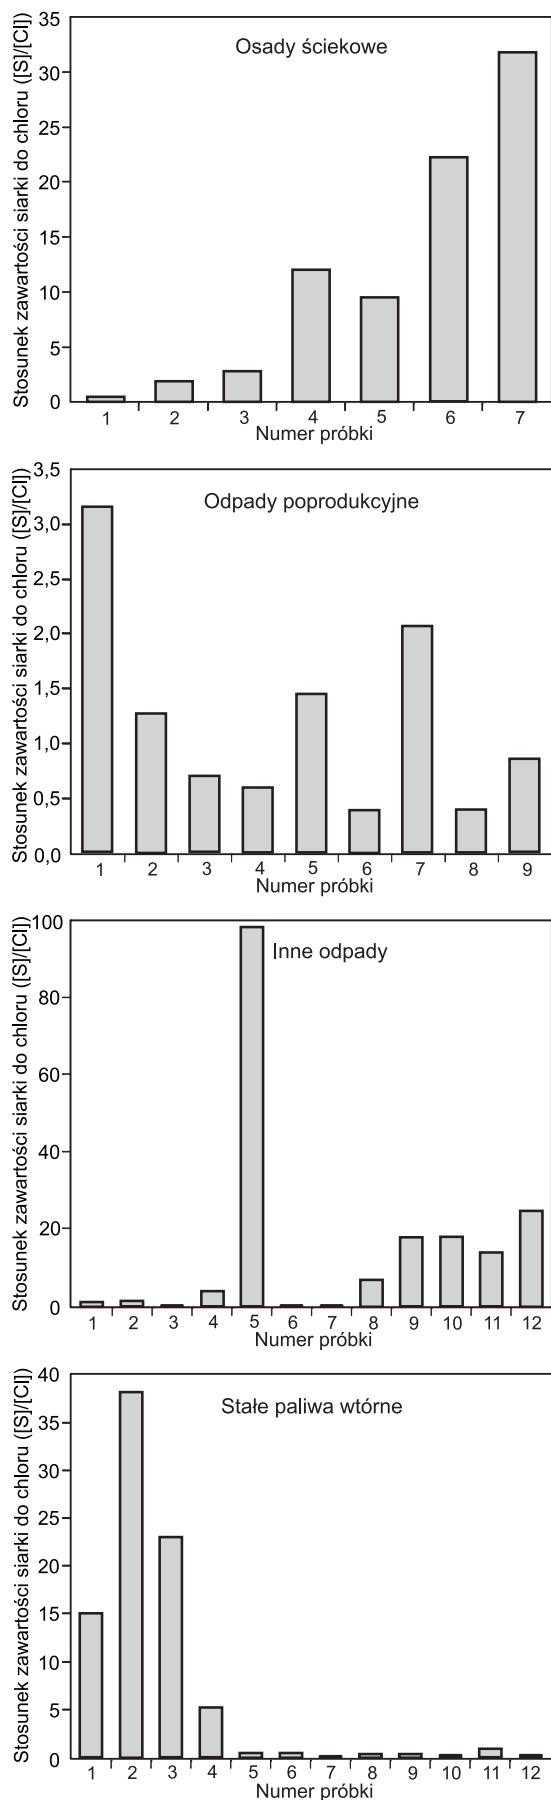 Stosunek zawartości siarki do chloru ([S]/[Cl])
35
30
25
20
15
10
5
0
Osady ściekowe
1 2 3 4 5 6 7
Numer próbki
Stosunek zawartości siarki do chloru ([S]/[Cl])
3,5
3,0
2,5
2,0
1,5
1,0
0,5
0,0
Odpady poprodukcyjne
1 2 3 4 5 6 7 8 9
Numer próbki
Stosunek zawartości siarki do chloru ([S]/[Cl])
100
80
60
40
20
0
Inne odpady
1 2 3 4 5 6 7 8 9 10 11 12
Numer próbki
Stosunek zawartości siarki do chloru ([S]/[Cl])
40
35
30
25
20
15
10
5
0
Stałe paliwa wtórne
1 2 3 4 5 6 7 8 9 10 11 12
Numer próbki